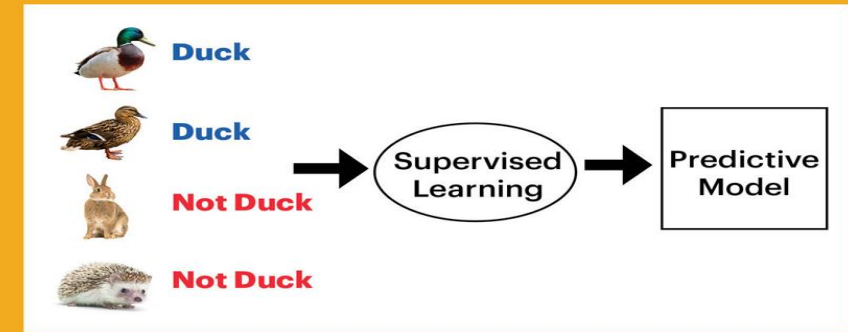 Duck
Duck
Not Duck
Not Duck
Supervised
Learning
Predictive
Model